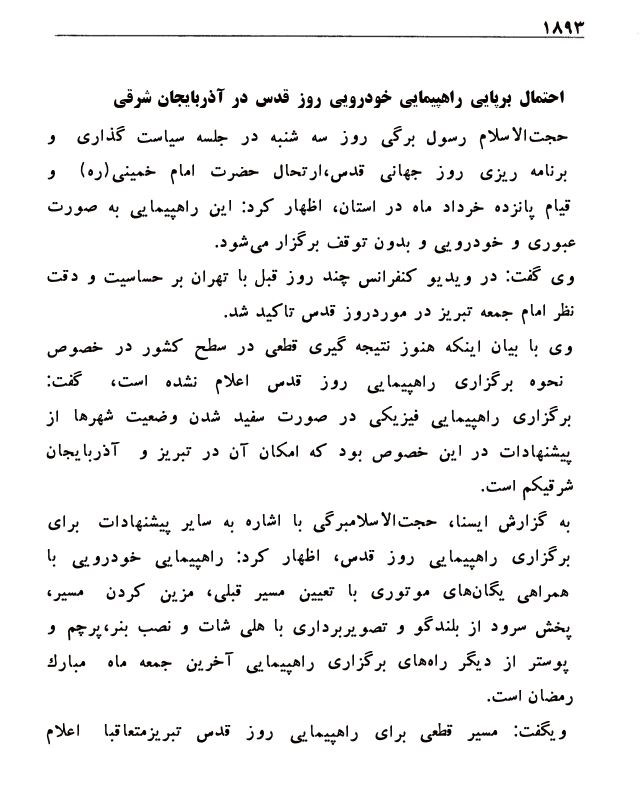 ۱۸۹۳
احتمال برپایی راهپیمایی خودرویی روز قدس در آذربایجان شرقی
حجت‌الاسلام رسول برگی روز سه شنبه در جلسه سیاست گذاری و
برنامه ریزی روز جهانی قدس،ارتحال حضرت امام خمینی(ره) و
قیام پانزده خرداد ماه در استان، اظهار کرد: این راهپیمایی به صورت
عبوری و خودرویی و بدون توقف برگزار می‌شود.
وی گفت: در ویدیو کنفرانس چند روز قبل با تهران بر حساسیت و دقت
نظر امام جمعه تبریز در موردروز قدس تاکید شد.
وی با بیان اینکه هنوز نتیجه گیری قطعی در سطح کشور در خصوص
نحوه برگزاری راهپیمایی روز قدس اعلام نشده است، گفت:
برگزاری راهپیمایی فیزیکی در صورت سفید شدن وضعیت شهرها از
پیشنهادات در این خصوص بود که امکان آن در تبریز و آذربایجان
شرقیکم است.
به گزارش ایسنا، حجت‌الاسلامبرگی با اشاره به سایر پیشنهادات برای
برگزاری راهپیمایی روز قدس، اظهار کرد: راهپیمایی خودرویی با
همراهی یگان‌های موتوری با تعیین مسیر قبلی، مزین کردن مسیر،
پخش سرود از بلندگو و تصویربرداری با هلی شات و نصب بنر،پرچم و
پوستر از دیگر راه‌های برگزاری راهپیمایی آخرین جمعه ماه مبارك
رمضان است.
ویگفت: مسیر قطعی برای راهپیمایی روز قدس تبریزمتعاقبا اعلام